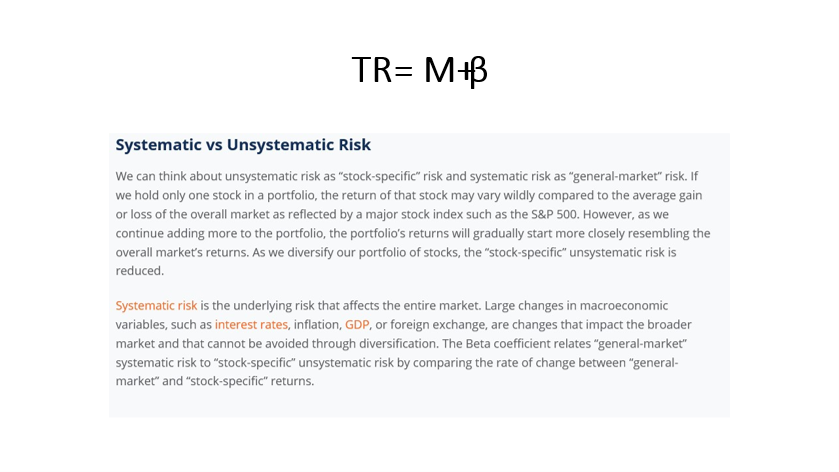 TR= M+β
Systematic vs Unsystematic Risk
We can think about unsystematic risk as “stock-specific” risk and systematic risk as “general-market” risk. If
we hold only one stock in a portfolio, the return of that stock may vary wildly compared to the average gain
or loss of the overall market as reflected by a major stock index such as the S&P 500. However, as we
continue adding more to the portfolio, the portfolio’s returns will gradually start more closely resembling the
overall market’s returns. As we diversify our portfolio of stocks, the “stock-specific” unsystematic risk is
reduced.
Systematic risk is the underlying risk that affects the entire market. Large changes in macroeconomic
variables, such as interest rates, inflation, GDP, or foreign exchange, are changes that impact the broader
market and that cannot be avoided through diversification. The Beta coefficient relates “general-market”
systematic risk to “stock-specific” unsystematic risk by comparing the rate of change between “general-
market” and “stock-specific” returns.